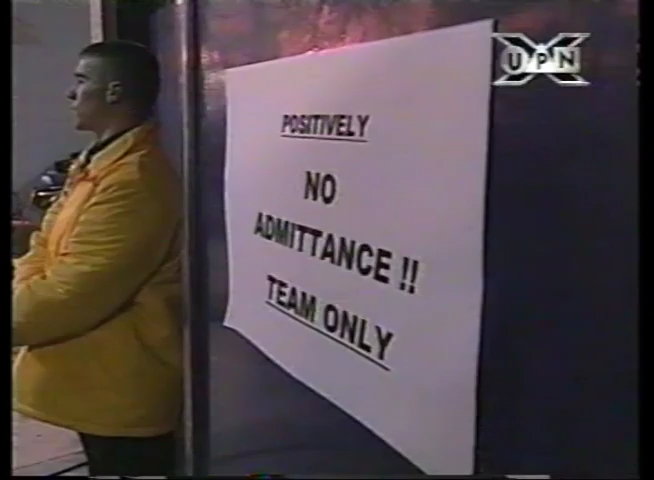 UPN
POSITIVELY
NO
ADMITTANCE !!
TEAM ONLY